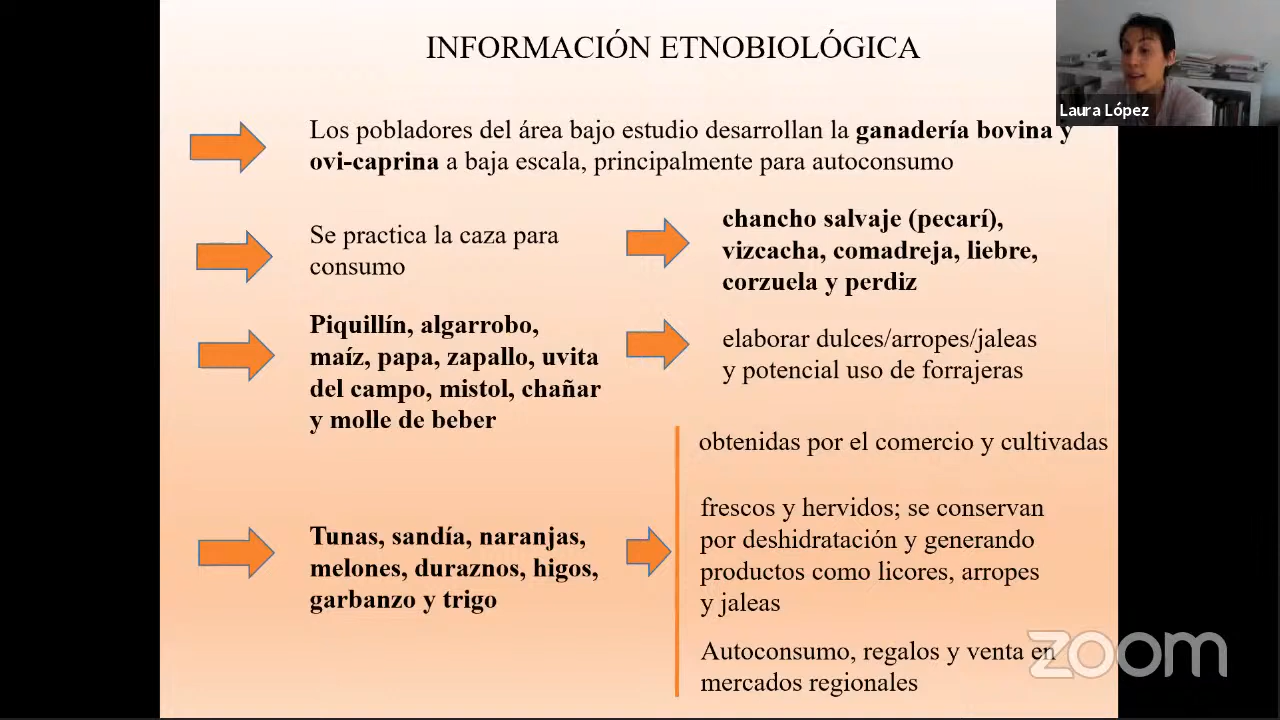 INFORMACIÓN ETNOBIOLÓGICA
Laura López
Los pobladores del área bajo estudio desarrollan la ganadería bovina y
ovi-caprina a baja escala, principalmente para autoconsumo
Se practica la caza para
consumo
chancho salvaje (pecarí),
vizcacha, comadreja, liebre,
corzuela y perdiz
Piquillín, algarrobo,
maíz, papa, zapallo, uvita
del campo, mistol, chañar
y molle de beber
elaborar dulces/arropes/jaleas
y potencial uso de forrajeras
Tunas, sandía, naranjas,
melones, duraznos, higos,
garbanzo y trigo
obtenidas por el comercio y cultivadas
frescos y hervidos; se conservan
por deshidratación y generando
productos como licores, arropes
y jaleas
Autoconsumo, regalos y venta en
mercados regionales
zoom